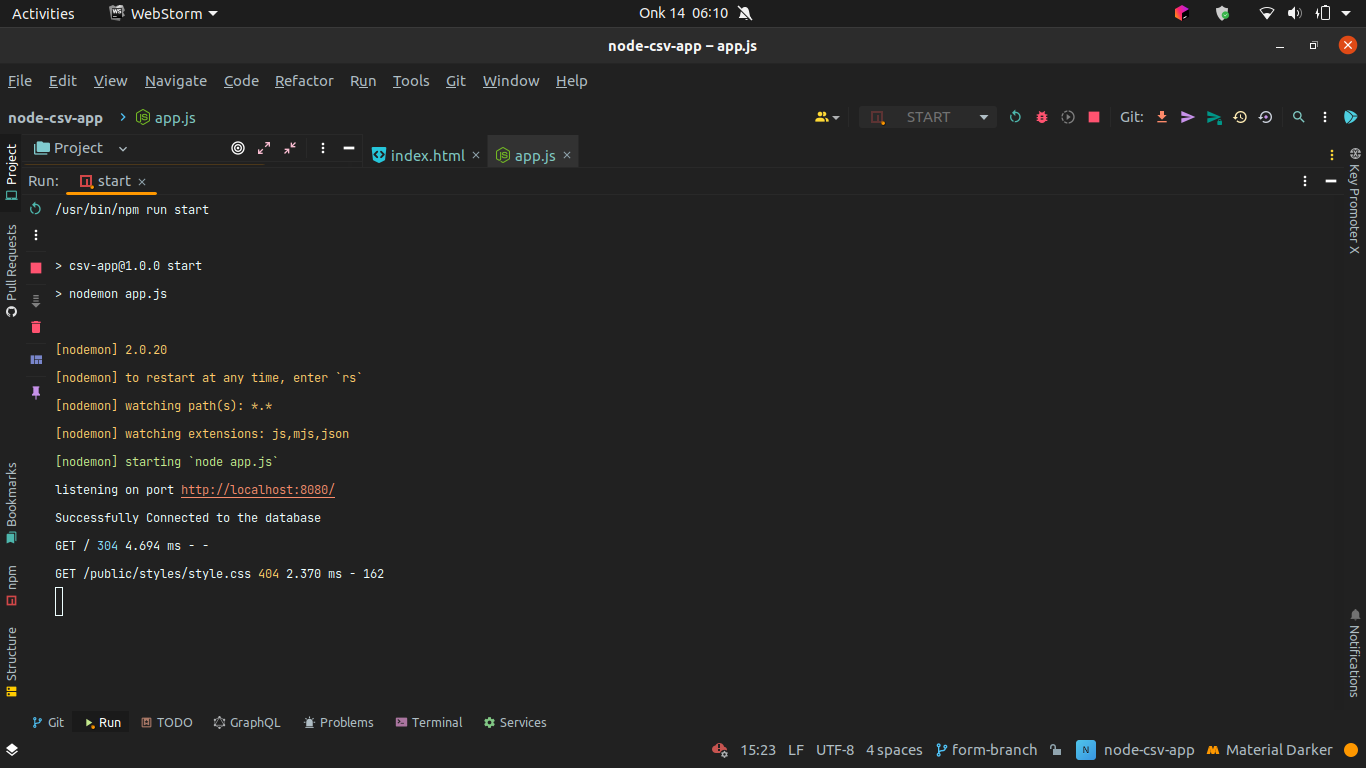 Activities
WebStorm
Onk 14 06:10
node-csv-app – app.js
File Edit View Navigate Code Refactor Run Tools Git Window Help
node-csv-app
app.js
START
Git:
Project
index.html
app.js
Run:
start
/usr/bin/npm run start
> csv-app@1.0.0 start
> nodemon app.js
[nodemon] 2.0.20
[nodemon] to restart at any time, enter `rs`
[nodemon] watching path(s): *.*
[nodemon] watching extensions: js,mjs,json
[nodemon] starting `node app.js`
listening on port http://localhost:8080/
Successfully Connected to the database
GET / 304 4.694 ms - -
GET /public/styles/style.css 404 2.370 ms - 162
Project
Pull Requests
Bookmarks
npm
Structure
Key Promoter X
Notifications
Git Run TODO GraphQL Problems Terminal Services
15:23 LF UTF-8 4 spaces form-branch N node-csv-app Material Darker